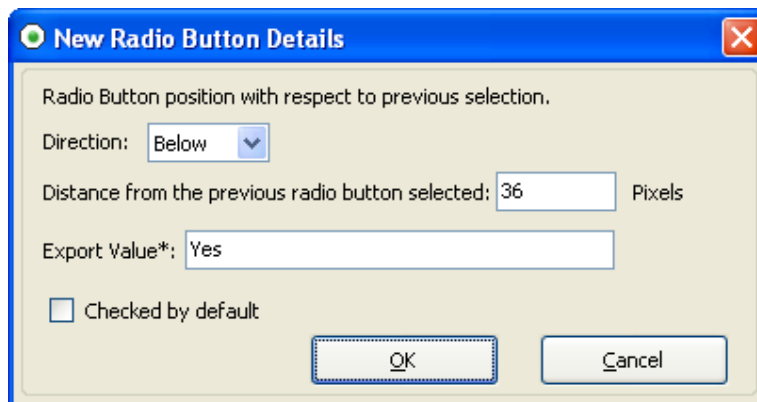 New Radio Button Details
Radio Button position with respect to previous selection.
Direction: Below
Distance from the previous radio button selected: 36 Pixels
Export Value*: Yes
Checked by default
OK Cancel